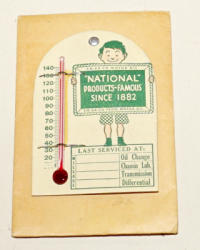 "NATIONAL"
PRODUCTS-FAMOUS
SINCE 1882
140
120
100
80
60
40
30
20
LAST SERVICED AT:
Oil Change
Chassis Lub.
Transmission
Differential